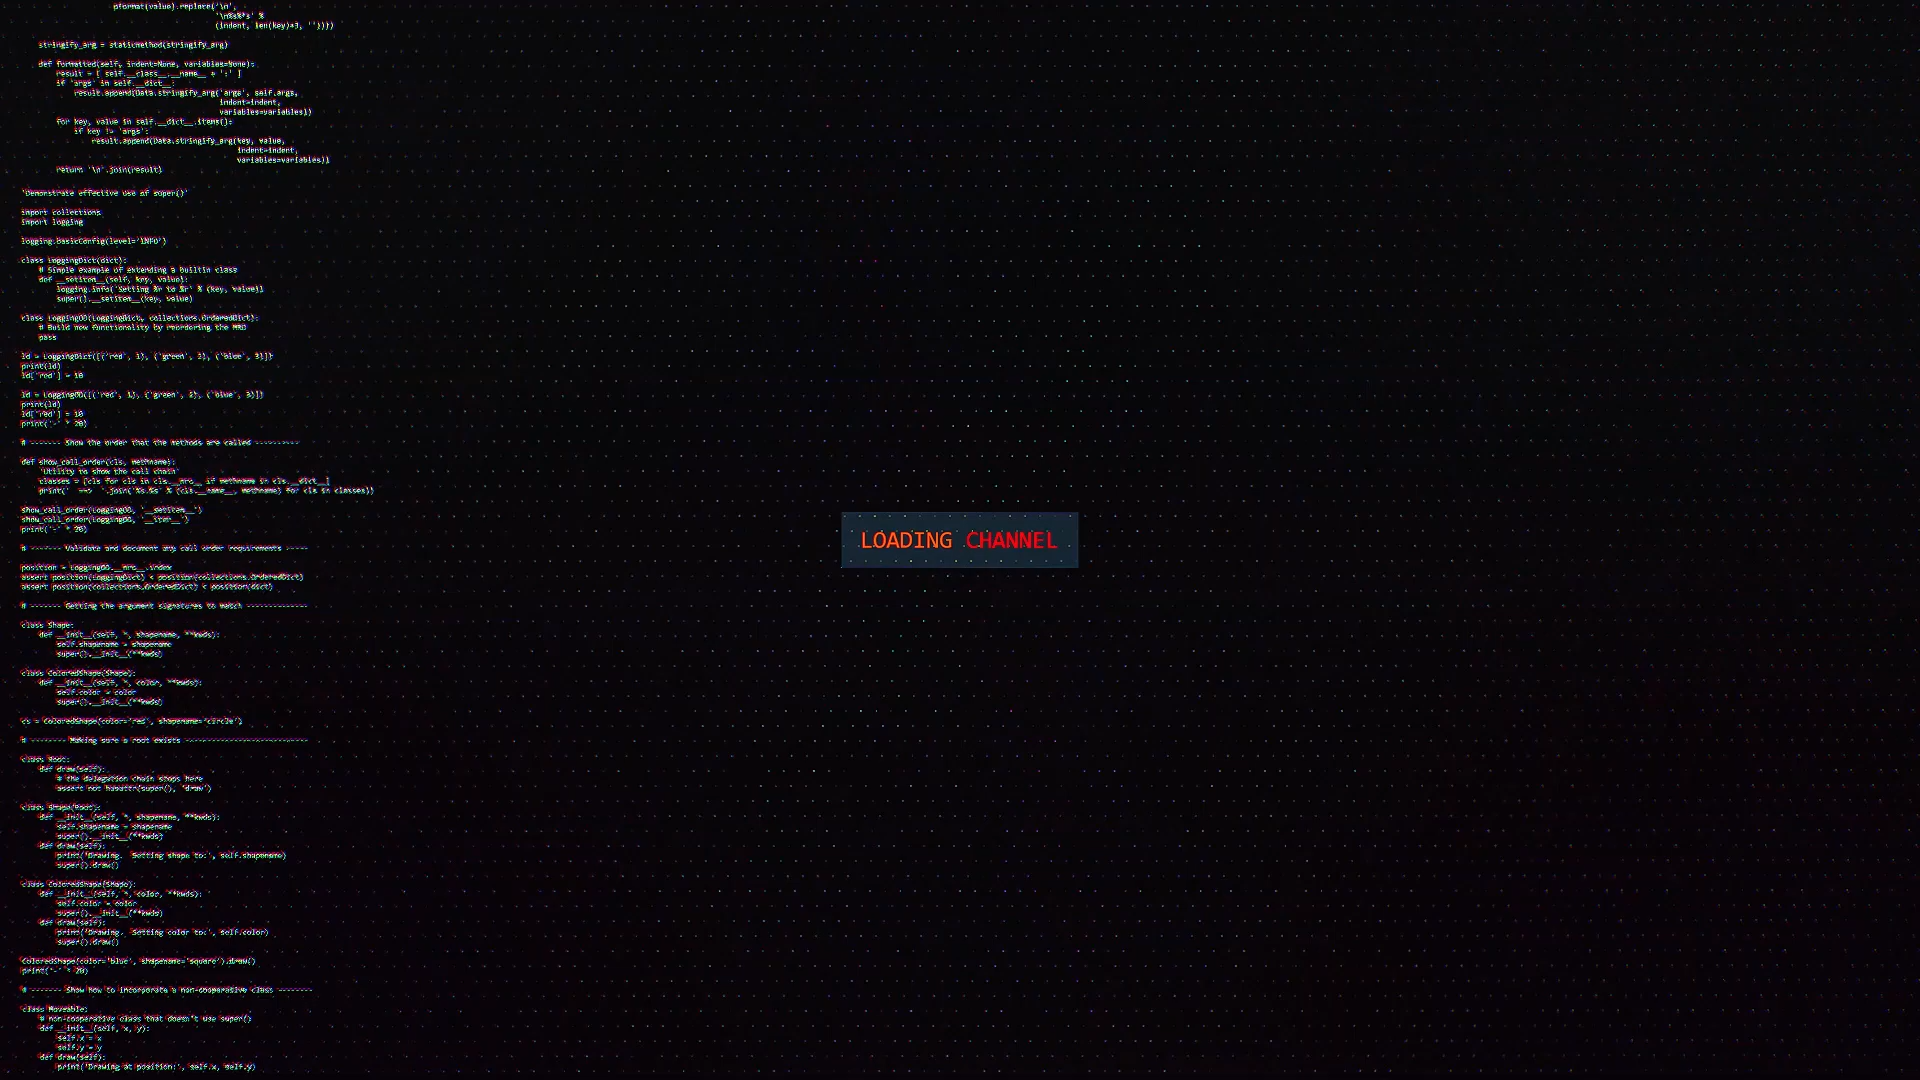 pformat(value).replace('\n',
'\n%s%*s' %
(indent, len(key)+3, ''))))
stringify_arg = staticmethod(stringify_arg)
def formatted(self, indent=None, variables=None):
result = [ self.__class__.__name__ + ':' ]
if 'args' in self.__dict__:
result.append(Data.stringify_arg('args', self.args,
indent=indent,
variables=variables))
for key, value in self.__dict__.items():
if key != 'args':
result.append(Data.stringify_arg(key, value,
indent=indent,
variables=variables))
return '\n'.join(result)
'Demonstrate effective use of super()'
import collections
import logging
logging.basicConfig(level='INFO')
class LoggingDict(dict):
# Simple example of extending a builtin class
def __setitem__(self, key, value):
logging.info('Setting %r to %r' % (key, value))
super().__setitem__(key, value)
class LoggingOD(LoggingDict, collections.OrderedDict):
# Build new functionality by reordering the MRO
pass
ld = LoggingDict([('red', 1), ('green', 2), ('blue', 3)])
print(ld)
ld['red'] = 10
ld = LoggingOD([('red', 1), ('green', 2), ('blue', 3)])
print(ld)
ld['red'] = 10
print('-' * 20)
# ------- Show the order that the methods are called ----------
def show_call_order(cls, methname):
'Utility to show the call chain'
classes = [cls for cls in cls.__mro__ if methname in cls.__dict__]
print('  ==>  '.join('%s.%s' % (cls.__name__, methname) for cls in classes))
show_call_order(LoggingOD, '__setitem__')
show_call_order(LoggingOD, '__iter__')
print('-' * 20)
# ------- Validate and document any call order requirements -----
position = LoggingOD.__mro__.index
assert position(LoggingDict) < position(collections.OrderedDict)
assert position(collections.OrderedDict) < position(dict)
# ------- Getting the argument signatures to match --------------
class Shape:
def __init__(self, *, shapename, **kwds):
self.shapename = shapename
super().__init__(**kwds)
class ColoredShape(Shape):
def __init__(self, *, color, **kwds):
self.color = color
super().__init__(**kwds)
cs = ColoredShape(color='red', shapename='circle')
# -------- Making sure a root exists ----------------------------
class Root:
def draw(self):
# the delegation chain stops here
assert not hasattr(super(), 'draw')
class Shape(Root):
def __init__(self, *, shapename, **kwds):
self.shapename = shapename
super().__init__(**kwds)
def draw(self):
print('Drawing.  Setting shape to:', self.shapename)
super().draw()
class ColoredShape(Shape):
def __init__(self, *, color, **kwds):
self.color = color
super().__init__(**kwds)
def draw(self):
print('Drawing.  Setting color to:', self.color)
super().draw()
ColoredShape(color='blue', shapename='square').draw()
print('-' * 20)
# ------- Show how to incorporate a non-cooperative class --------
class Moveable:
# non-cooperative class that doesn't use super()
def __init__(self, x, y):
self.x = x
self.y = y
def draw(self):
print('Drawing at position:', self.x, self.y)
LOADING CHANNEL